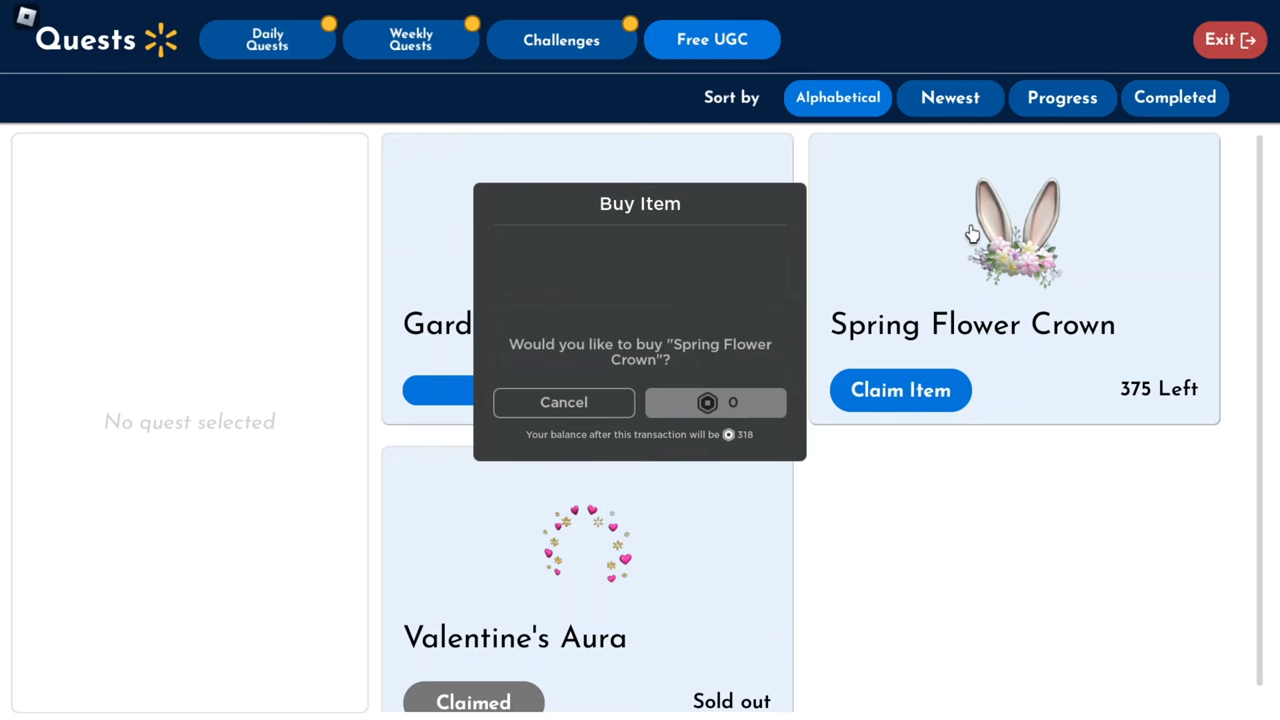 Quests
Daily
Quests
Weekly
Quests
Challenges
Free UGC
Exit
Sort by
Alphabetical
Newest
Progress
Completed
No quest selected
Gard
Buy Item
Would you like to buy "Spring Flower
Crown"?
Cancel
0
Your balance after this transaction will be 318
Spring Flower Crown
Claim Item
375 Left
Valentine's Aura
Claimed
Sold out